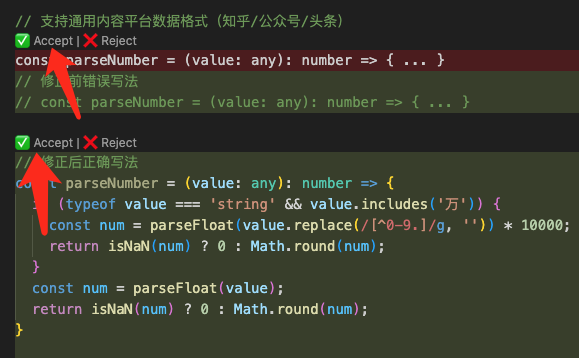 // 支持通用内容平台数据格式（知乎/公众号/头条）
✅ Accept | ❌ Reject
const parseNumber = (value: any): number => { ... }
// 修正前错误写法
// const parseNumber = (value: any): number => { ... }
✅ Accept | ❌ Reject
// 修正后正确写法
const parseNumber = (value: any): number => {
  if (typeof value === 'string' && value.includes('万')) {
    const num = parseFloat(value.replace(/[^0-9.]/g, '')) * 10000;
    return isNaN(num) ? 0 : Math.round(num);
  }
  const num = parseFloat(value);
  return isNaN(num) ? 0 : Math.round(num);
}